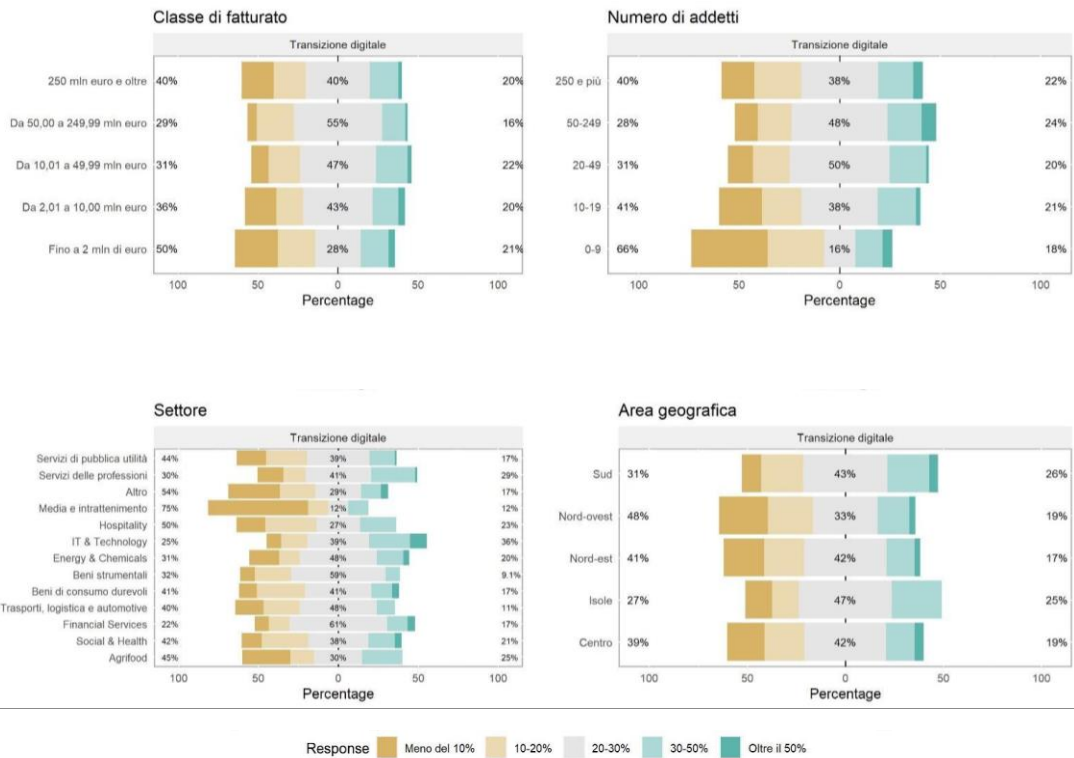 Classe di fatturato
Transizione digitale
250 mln euro e oltre 40% 40% 20%
Da 50,00 a 249,99 mln euro 29% 55% 16%
Da 10,01 a 49,99 mln euro 31% 47% 22%
Da 2,01 a 10,00 mln euro 36% 43% 20%
Fino a 2 mln di euro 50% 28% 21%
100 50 0 50 100
Percentage
Numero di addetti
Transizione digitale
250 e più 40% 38% 22%
50-249 28% 48% 24%
20-49 31% 50% 20%
10-19 41% 38% 21%
0-9 66% 16% 18%
100 50 0 50 100
Percentage
Settore
Transizione digitale
Servizi di pubblica utilità 44% 39% 17%
Servizi delle professioni 30% 41% 29%
Altro 54% 29% 17%
Media e intrattenimento 75% 12% 12%
Hospitality 50% 27% 23%
IT & Technology 25% 39% 36%
Energy & Chemicals 31% 48% 20%
Beni strumentali 32% 59% 9.1%
Beni di consumo durevoli 41% 41% 17%
Trasporti, logistica e automotive 40% 48% 11%
Financial Services 22% 61% 17%
Social & Health 42% 38% 21%
Agrifood 45% 30% 25%
100 50 0 50 100
Percentage
Area geografica
Transizione digitale
Sud 31% 43% 26%
Nord-ovest 48% 33% 19%
Nord-est 41% 42% 17%
Isole 27% 47% 25%
Centro 39% 42% 19%
100 50 0 50 100
Percentage
Response Meno del 10% 10-20% 20-30% 30-50% Oltre il 50%